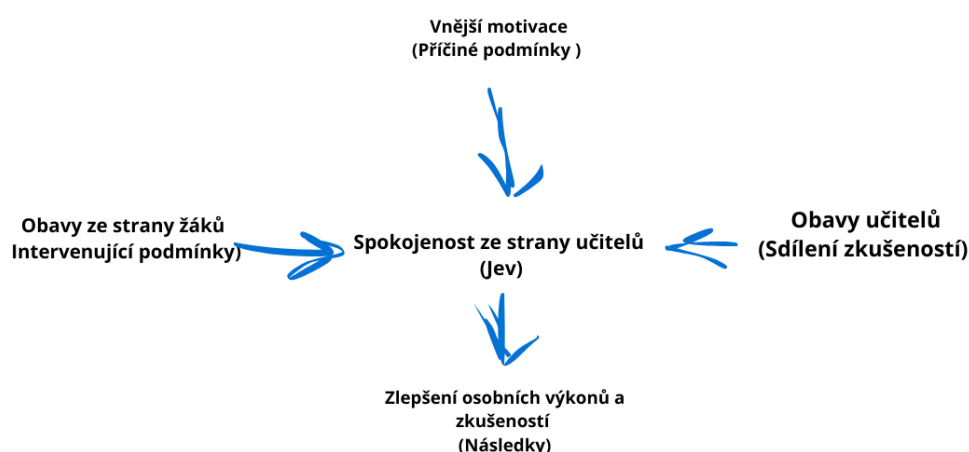 Vnější motivace
(Příčiné podmínky )
Obavy ze strany žáků
Intervenující podmínky)
Spokojenost ze strany učitelů
(Jev)
Obavy učitelů
(Sdílení zkušeností)
Zlepšení osobních výkonů a
zkušeností
(Následky)